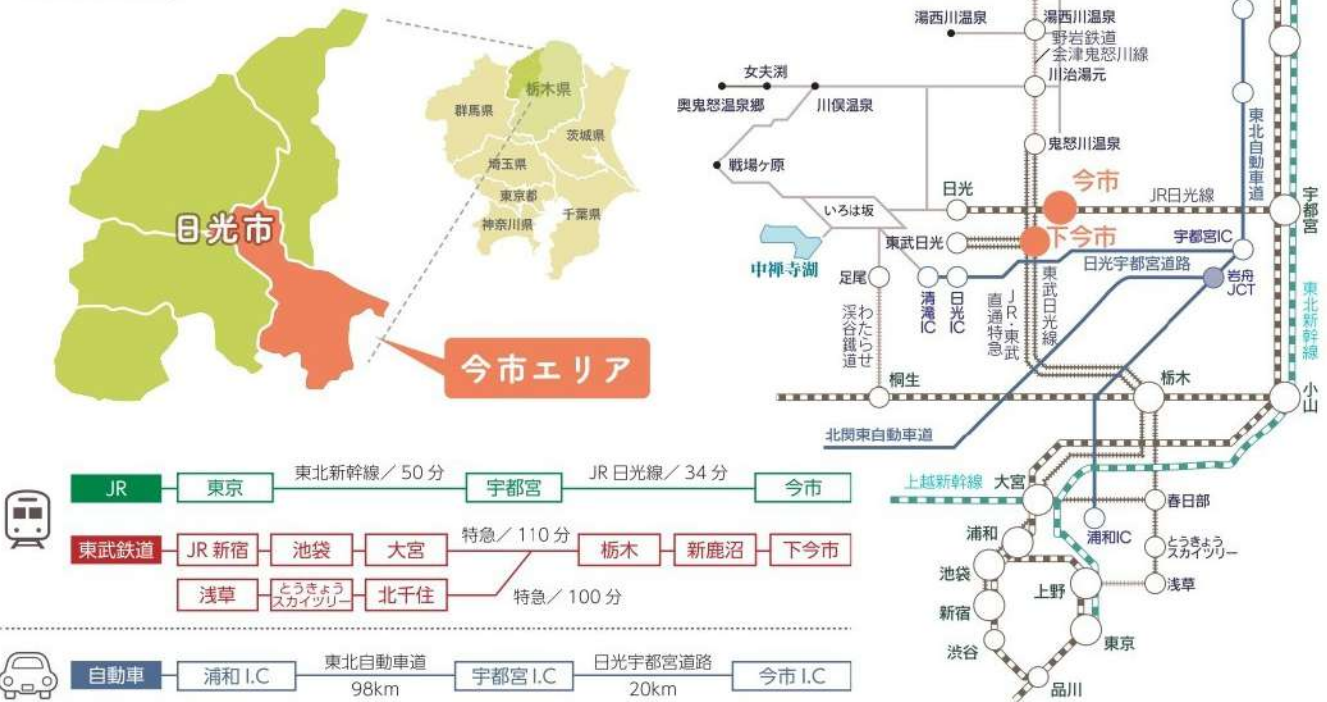 栃木県
群馬県
茨城県
埼玉県
東京都
千葉県
神奈川県
日光市
今市エリア
湯西川温泉
湯西川温泉
野岩鉄道
会津鬼怒川線
川治湯元
女夫渕
奥鬼怒温泉郷
川俣温泉
東北自動車道
鬼怒川温泉
戦場ヶ原
今市
日光
JR日光線
宇都宮
いろは坂
東武日光
下今市
宇都宮IC
中禅寺湖
日光宇都宮道路
足尾
岩舟
JCT
清滝IC
日光IC
JR・東武
直通特急
東武日光線
東北新幹線
わたらせ
渓谷鐵道
桐生
栃木
小山
北関東自動車道
上越新幹線
大宮
春日部
浦和
浦和IC
とうきょう
スカイツリー
池袋
上野
浅草
新宿
東京
渋谷
品川
JR
東京
東北新幹線/50分
宇都宮
JR日光線/34分
今市
東武鉄道
JR新宿
池袋
大宮
特急/110分
栃木
新鹿沼
下今市
浅草
とうきょう
スカイツリー
北千住
特急/100分
自動車
浦和I.C
東北自動車道
98km
宇都宮I.C
日光宇都宮道路
20km
今市I.C